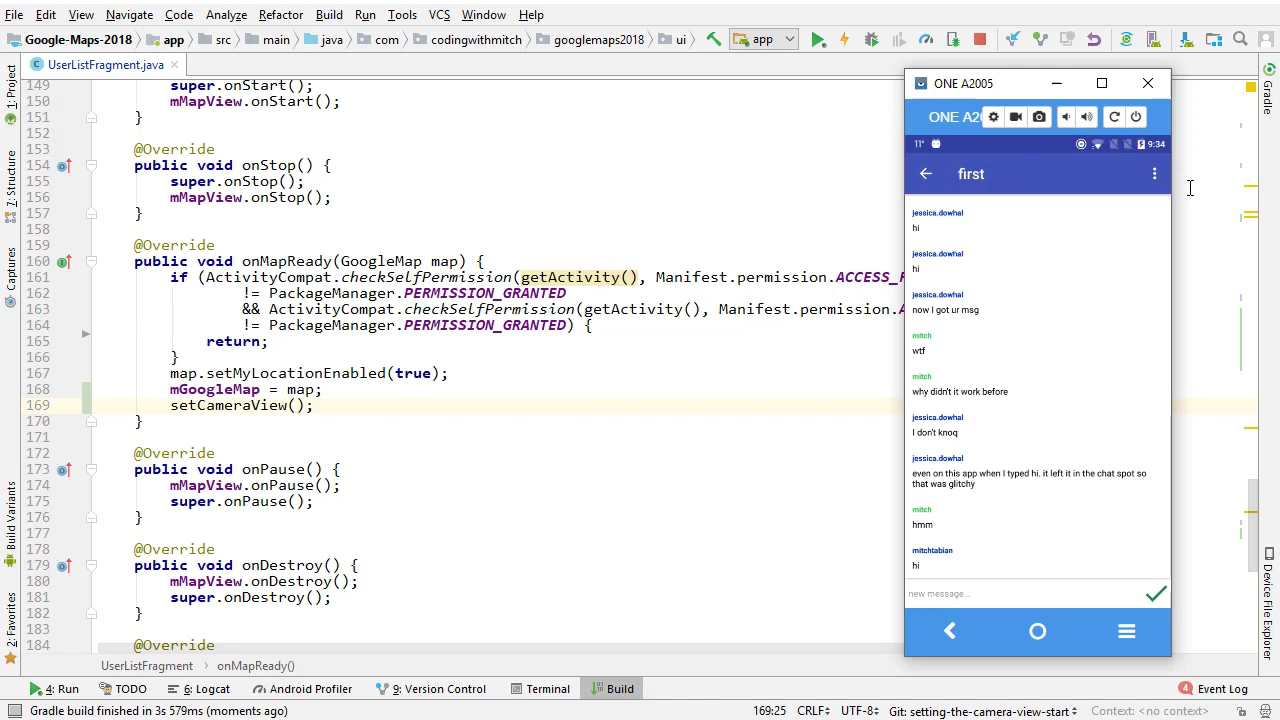 File Edit View Navigate Code Analyze Refactor Build Run Tools VCS Window Help
Google-Maps-2018 app src main java com codingwithmitch googlemaps2018 ui app
UserListFragment.java
149 super.onStart();
150 mMapView.onStart();
151 }
152
153 @Override
154 public void onStop() {
155 super.onStop();
156 mMapView.onStop();
157 }
158
159 @Override
160 public void onMapReady(GoogleMap map) {
161 if (ActivityCompat.checkSelfPermission(getActivity(), Manifest.permission.ACCESS_
162 != PackageManager.PERMISSION_GRANTED
163 && ActivityCompat.checkSelfPermission(getActivity(), Manifest.permission.
164 != PackageManager.PERMISSION_GRANTED) {
165 return;
166 }
167 map.setMyLocationEnabled(true);
168 mGoogleMap = map;
169 setCameraView();
170 }
171
172 @Override
173 public void onPause() {
174 mMapView.onPause();
175 super.onPause();
176 }
177
178 @Override
179 public void onDestroy() {
180 mMapView.onDestroy();
181 super.onDestroy();
182 }
183
184 @Override
UserListFragment onMapReady()
1: Project
7: Structure
Captures
Build Variants
2: Favorites
ONE A2005
ONE A2
11° 9:34
first
jessica.dowhal
hi
jessica.dowhal
hi
jessica.dowhal
now I got ur msg
mitch
wtf
mitch
why didn't it work before
jessica.dowhal
I don't knoq
jessica.dowhal
even on this app when I typed hi. it left it in the chat spot so
that was glitchy
mitch
hmm
mitchtabian
hi
new message...
Gradle
Device File Explorer
4: Run TODO 6: Logcat Android Profiler 9: Version Control Terminal Build 4 Event Log
Gradle build finished in 3s 579ms (moments ago) 169:25 CRLF UTF-8 Git: setting-the-camera-view-start Context: <no context>